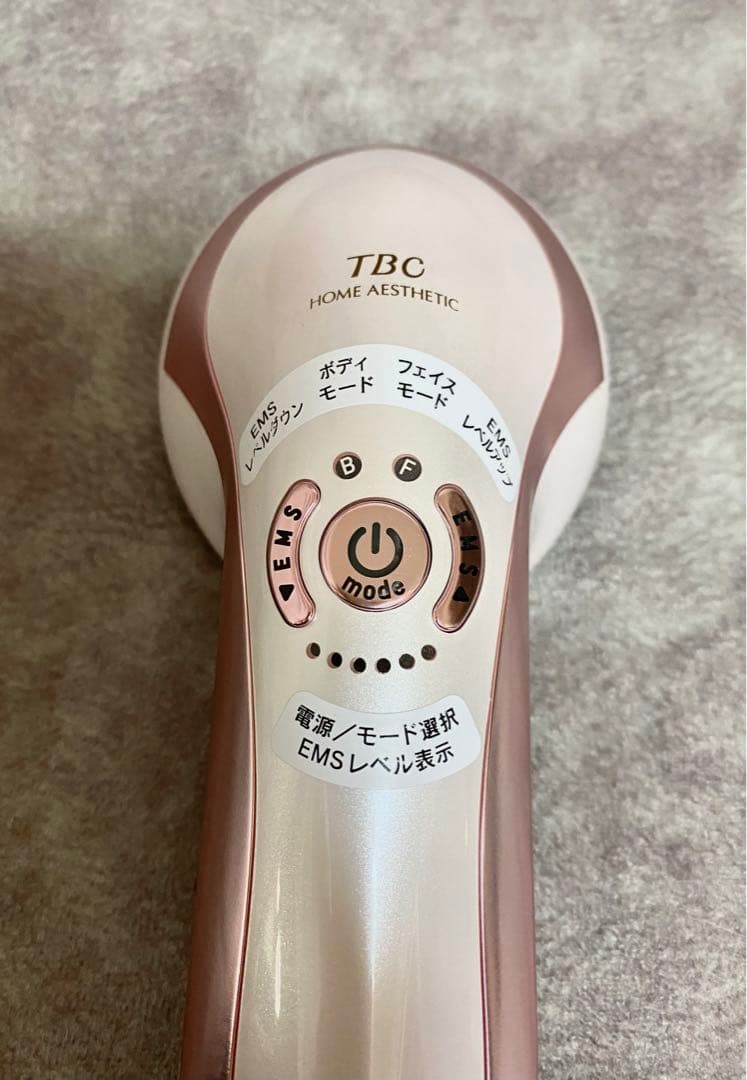 TBC
HOME AESTHETIC
EMS
レベルダウン
ボディ
モード
フェイス
モード
EMS
レベルアップ
B F
EMS
mode
EMS
電源/モード選択
EMSレベル表示